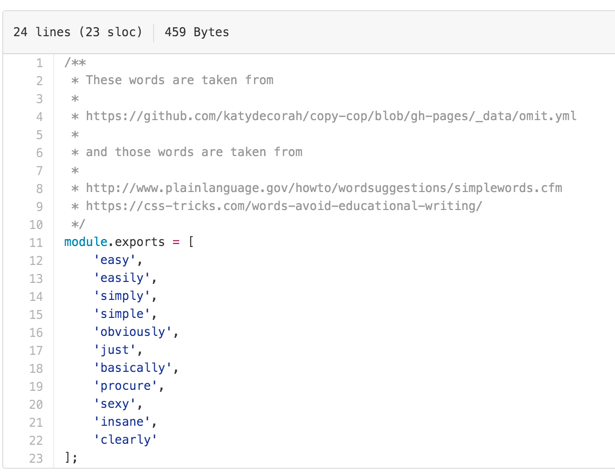 24 lines (23 sloc) 459 Bytes
1 /**
2  * These words are taken from
3  *
4  * https://github.com/katydecorah/copy-cop/blob/gh-pages/_data/omit.yml
5  *
6  * and those words are taken from
7  *
8  * http://www.plainlanguage.gov/howto/wordsuggestions/simplewords.cfm
9  * https://css-tricks.com/words-avoid-educational-writing/
10  */
11 module.exports = [
12     'easy',
13     'easily',
14     'simply',
15     'simple',
16     'obviously',
17     'just',
18     'basically',
19     'procure',
20     'sexy',
21     'insane',
22     'clearly'
23 ];